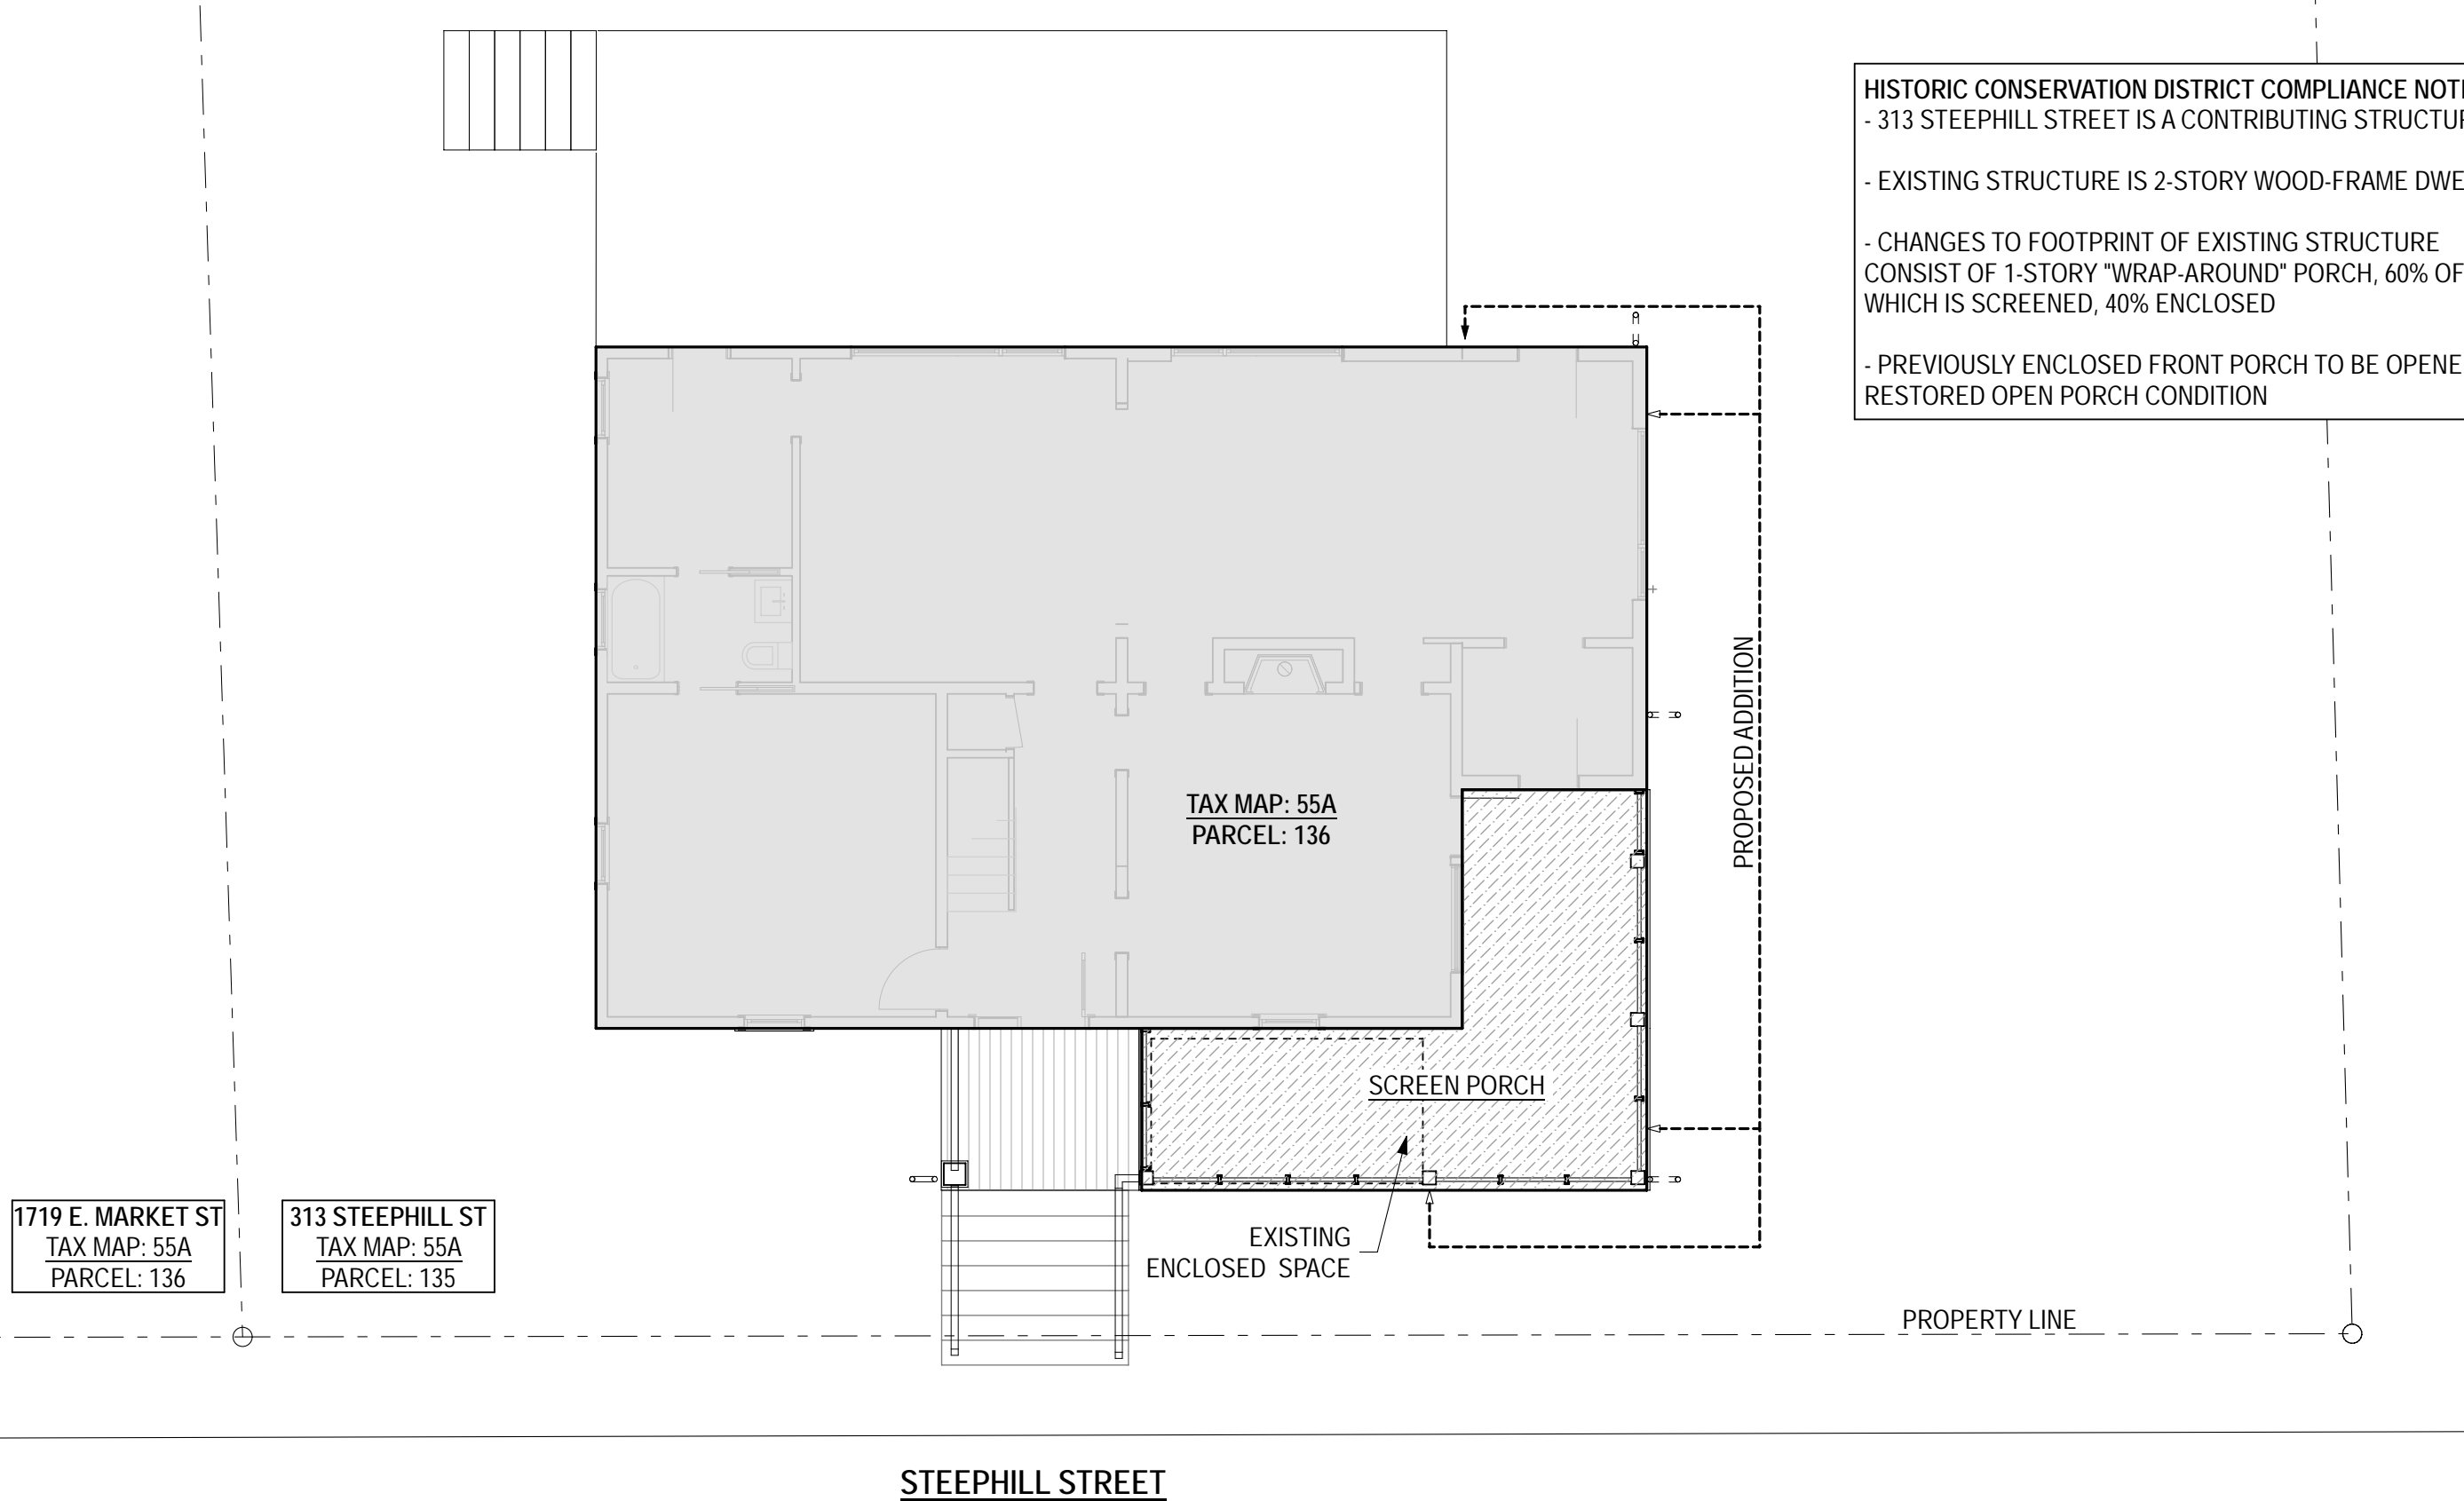 HISTORIC CONSERVATION DISTRICT COMPLIANCE
- 313 STEEPHILL STREET IS A CONTRIBUTING
- EXISTING STRUCTURE IS 2-STORY WOOD-FRAME
- CHANGES TO FOOTPRINT OF EXISTING STRUCTURE
CONSIST OF 1-STORY "WRAP-AROUND" PORCH, 60% OF
WHICH IS SCREENED, 40% ENCLOSED
- PREVIOUSLY ENCLOSED FRONT PORCH TO BE
RESTORED OPEN PORCH CONDITION
PROPOSED ADDITION
TAX MAP: 55A
PARCEL: 136
SCREEN PORCH
EXISTING
ENCLOSED SPACE
1719 E. MARKET ST
TAX MAP: 55A
PARCEL: 136
313 STEEPHILL ST
TAX MAP: 55A
PARCEL: 135
PROPERTY LINE
STEEPHILL STREET